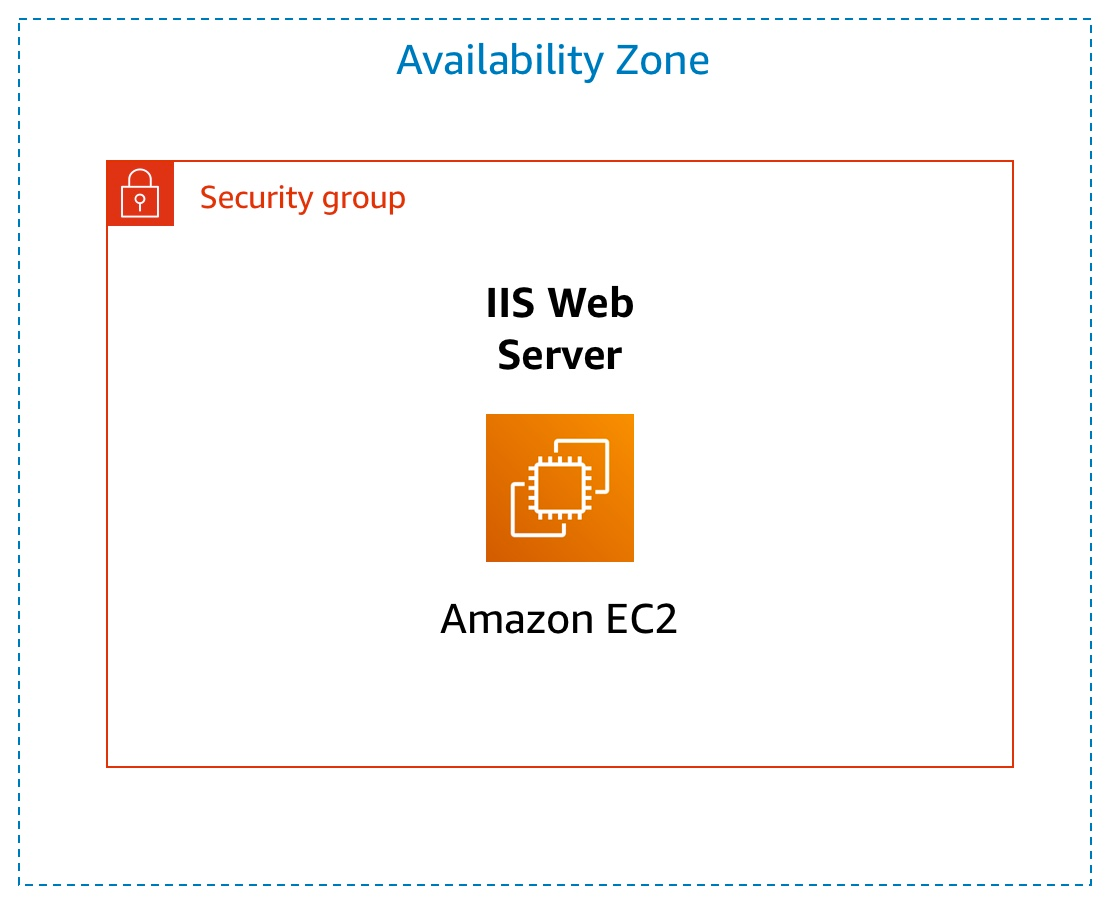 Availability Zone
Security group
IIS Web
Server
Amazon EC2